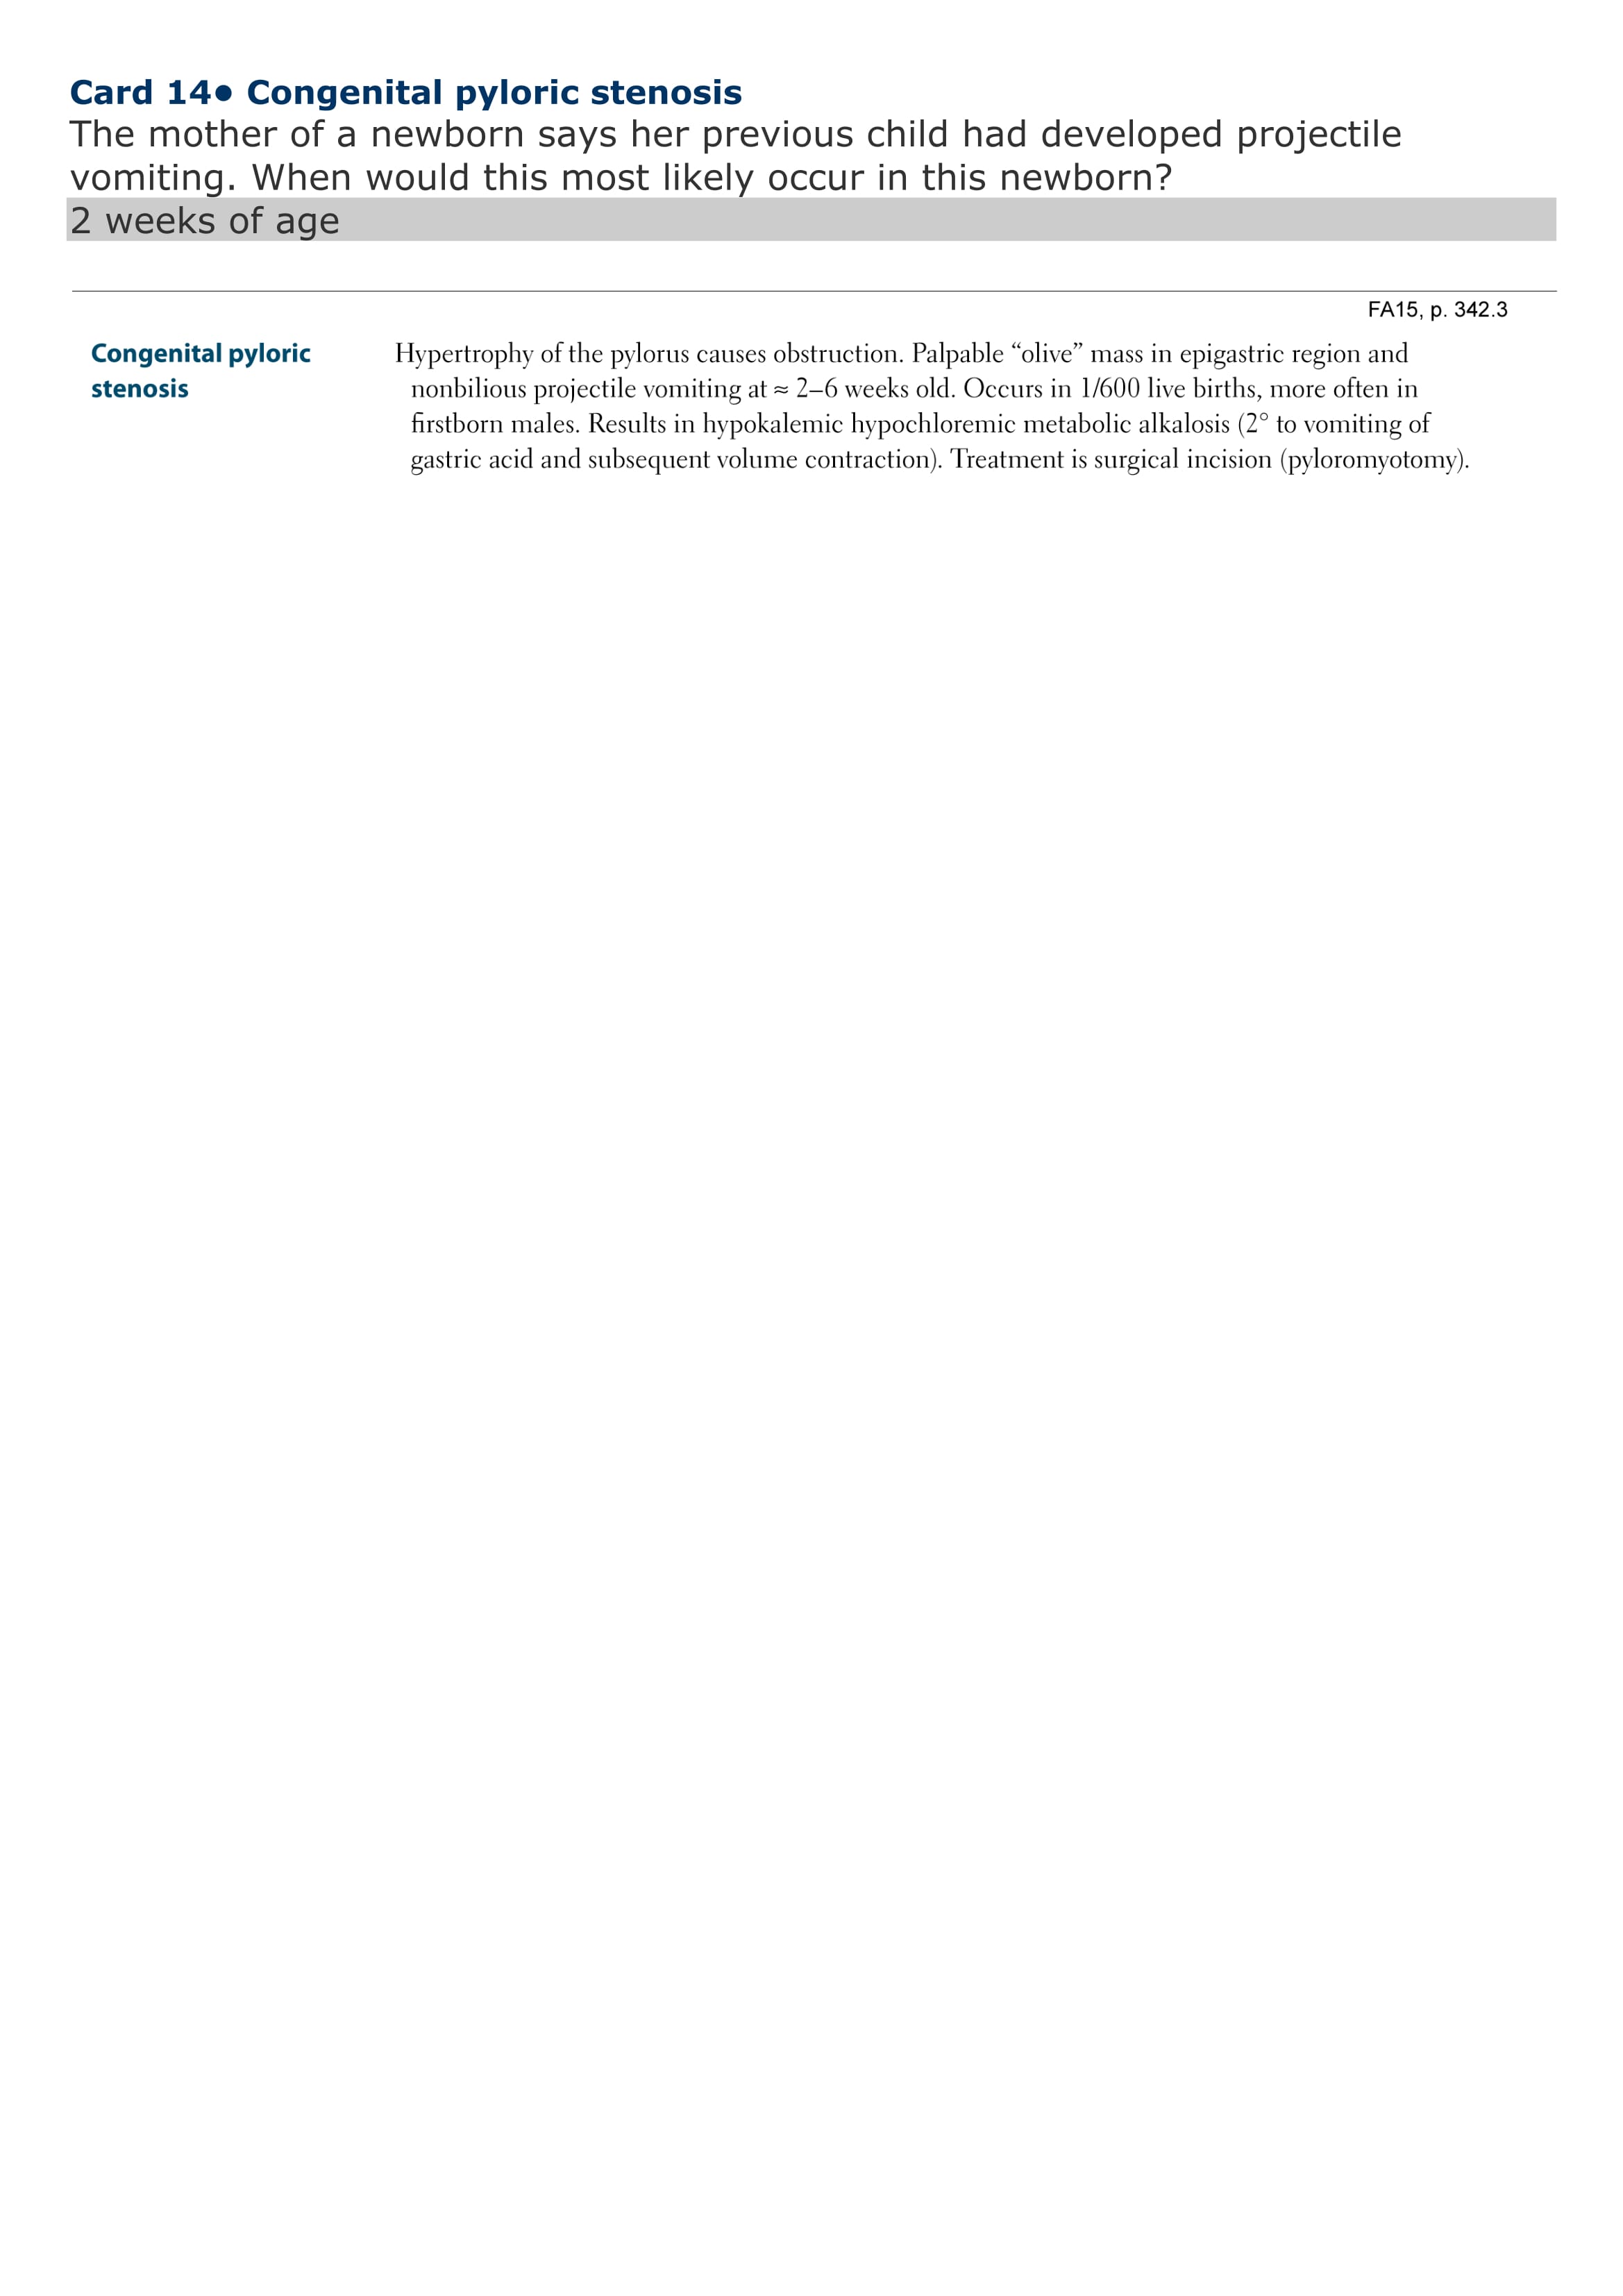 Card 14● Congenital pyloric stenosis
The mother of a newborn says her previous child had developed projectile
vomiting. When would this most likely occur in this newborn?
2 weeks of age
FA15, p. 342.3
Congenital pyloric
stenosis
Hypertrophy of the pylorus causes obstruction. Palpable “olive” mass in epigastric region and
nonbilious projectile vomiting at ≈ 2–6 weeks old. Occurs in 1/600 live births, more often in
firstborn males. Results in hypokalemic hypochloremic metabolic alkalosis (2° to vomiting of
gastric acid and subsequent volume contraction). Treatment is surgical incision (pyloromyotomy).